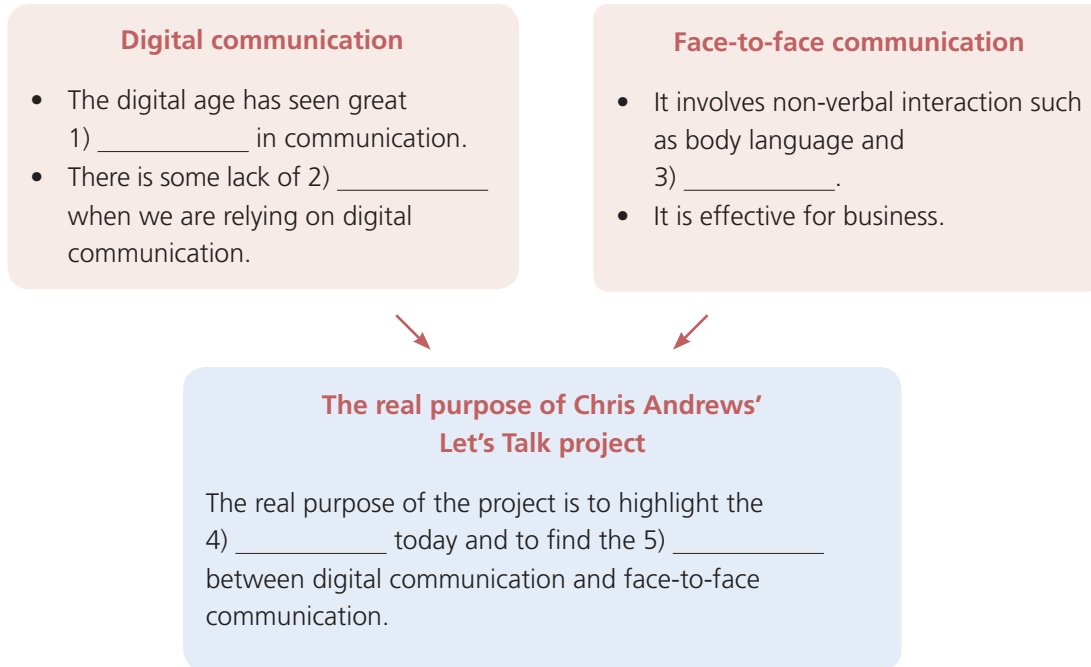 Digital communication
• The digital age has seen great
1) ___________ in communication.
• There is some lack of 2) ___________
when we are relying on digital
communication.
Face-to-face communication
• It involves non-verbal interaction such
as body language and
3) ___________.
• It is effective for business.
The real purpose of Chris Andrews’
Let’s Talk project
The real purpose of the project is to highlight the
4) ___________ today and to find the 5) ___________
between digital communication and face-to-face
communication.